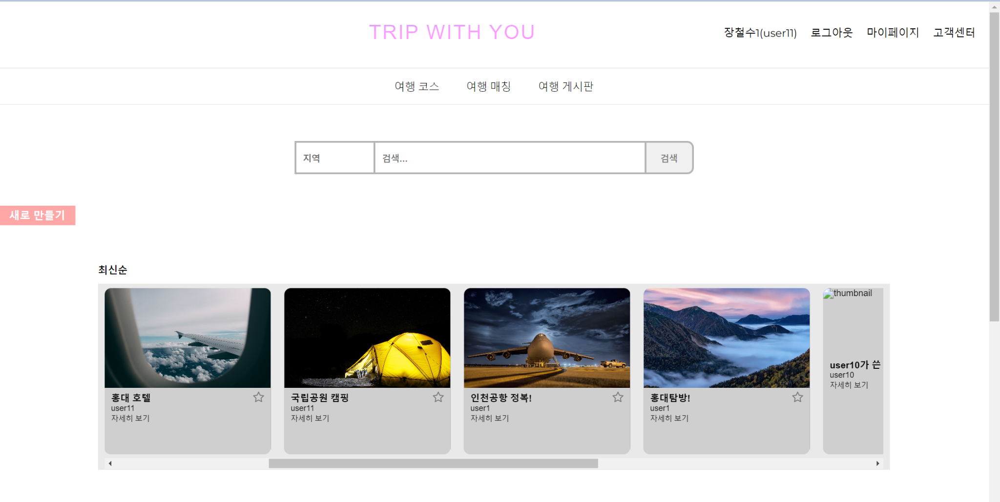 TRIP WITH YOU
장철수1(user11) 로그아웃 마이페이지 고객센터
여행 코스 여행 매칭 여행 게시판
지역 검색... 검색
새로 만들기
최신순
thumbnail
홍대 호텔
user11
자세히 보기
국립공원 캠핑
user11
자세히 보기
인천공항 정복!
user1
자세히 보기
홍대탐방!
user1
자세히 보기
user10가 쓴
user10
자세히 보기